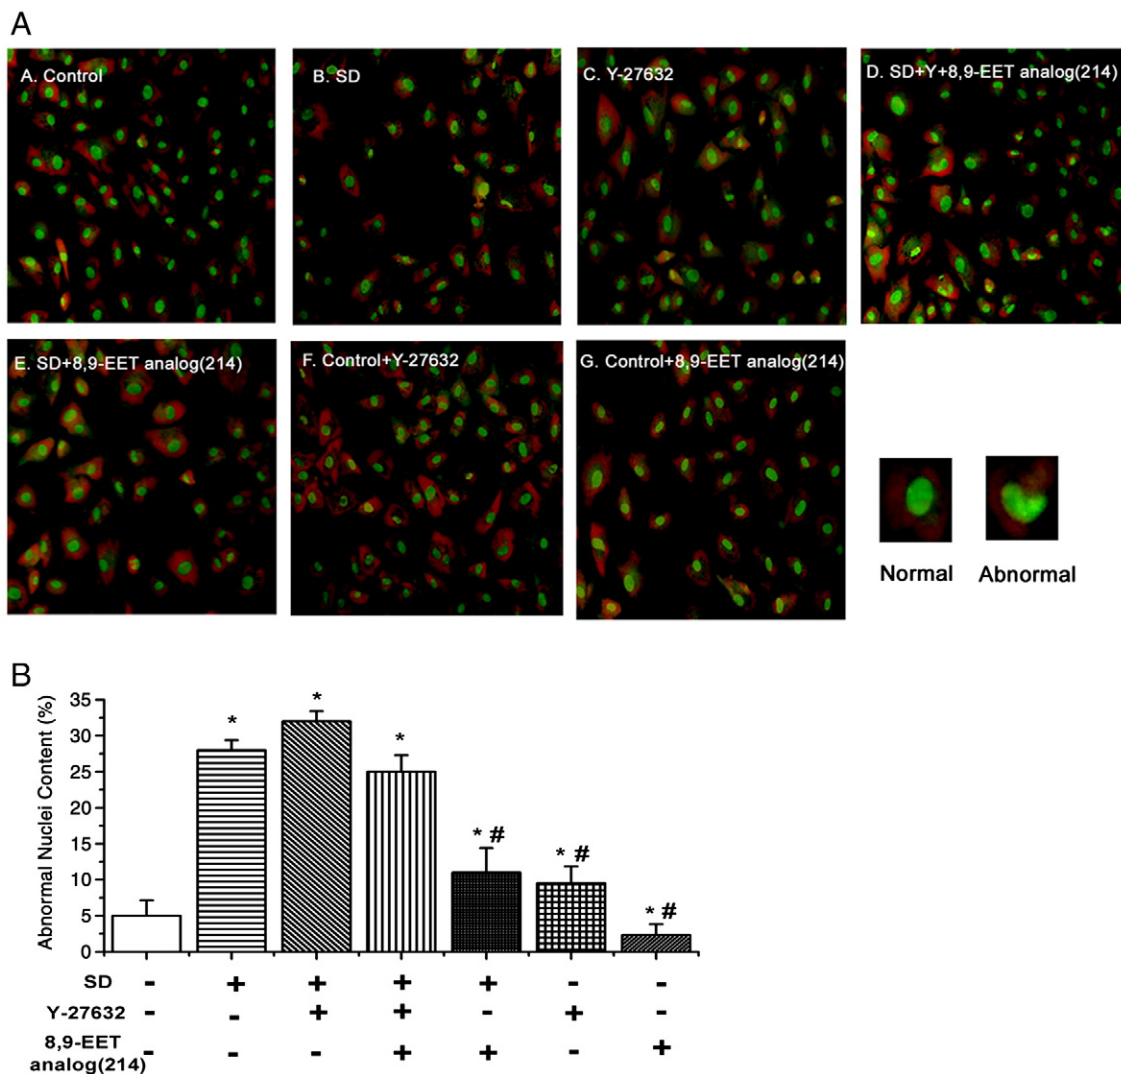 A
A. Control
B. SD
C. Y-27632
D. SD+Y+8,9-EET analog(214)
E. SD+8,9-EET analog(214)
F. Control+Y-27632
G. Control+8,9-EET analog(214)
Normal
Abnormal
B
Abnormal Nuclei Content (%)
35
30
25
20
15
10
5
0
*
*
*
* #
* #
* #
SD - + + + + - -
Y-27632 - - + + - + -
8,9-EET
analog(214) - - - + + - +